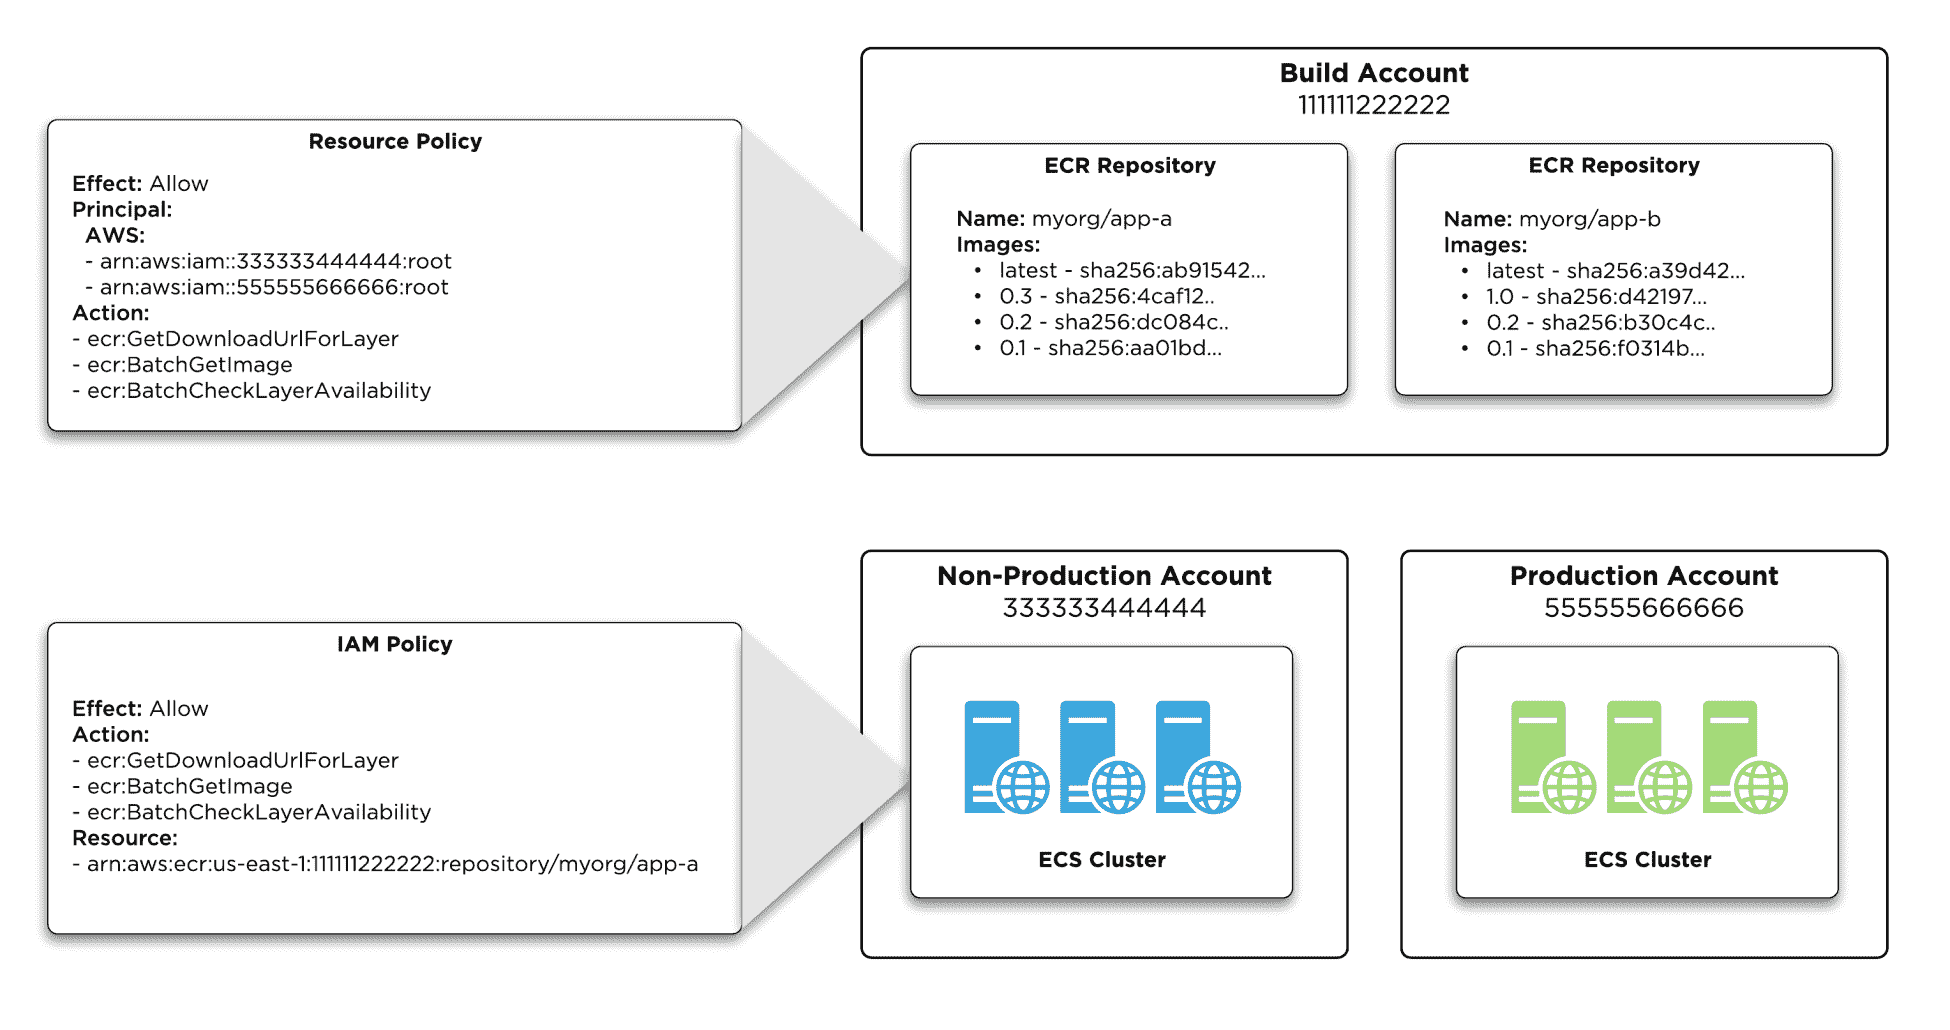 Build Account
111111222222
Resource Policy
Effect: Allow
Principal:
AWS:
- arn:aws:iam::333333444444:root
- arn:aws:iam::555555666666:root
Action:
- ecr:GetDownloadUrlForLayer
- ecr:BatchGetImage
- ecr:BatchCheckLayerAvailability
ECR Repository
Name: myorg/app-a
Images:
• latest - sha256:ab91542...
• 0.3 - sha256:4caf12..
• 0.2 - sha256:dc084c..
• 0.1 - sha256:aa01bd...
ECR Repository
Name: myorg/app-b
Images:
• latest - sha256:a39d42...
• 1.0 - sha256:d42197...
• 0.2 - sha256:b30c4c..
• 0.1 - sha256:f0314b...
IAM Policy
Effect: Allow
Action:
- ecr:GetDownloadUrlForLayer
- ecr:BatchGetImage
- ecr:BatchCheckLayerAvailability
Resource:
- arn:aws:ecr:us-east-1:111111222222:repository/myorg/app-a
Non-Production Account
333333444444
ECS Cluster
Production Account
555555666666
ECS Cluster